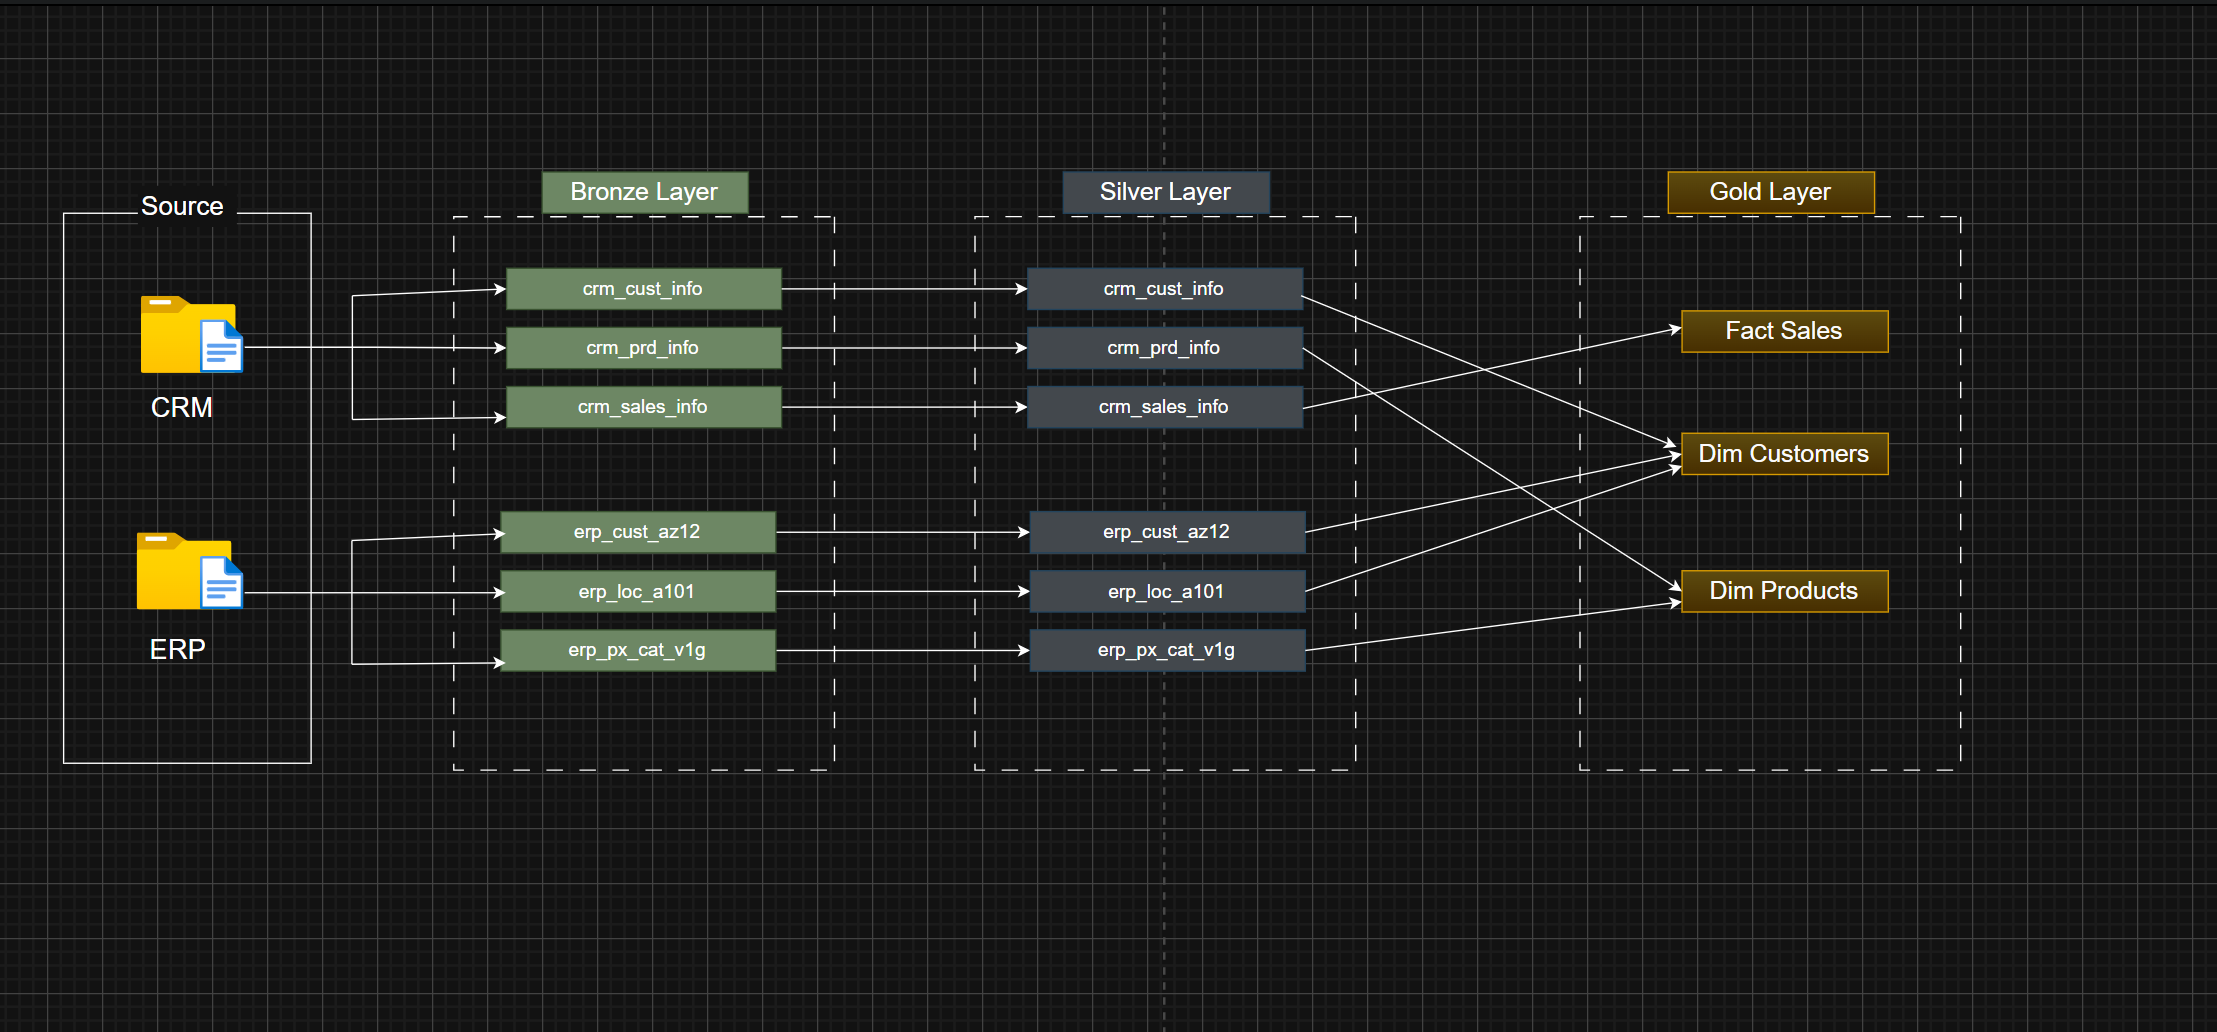 Source
CRM
ERP
Bronze Layer
crm_cust_info
crm_prd_info
crm_sales_info
erp_cust_az12
erp_loc_a101
erp_px_cat_v1g
Silver Layer
crm_cust_info
crm_prd_info
crm_sales_info
erp_cust_az12
erp_loc_a101
erp_px_cat_v1g
Gold Layer
Fact Sales
Dim Customers
Dim Products